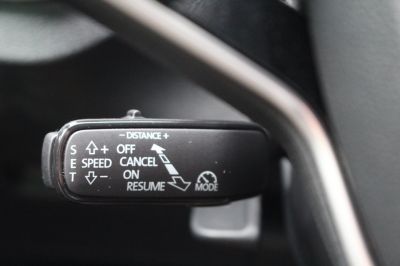 - DISTANCE +
S + OFF
E SPEED CANCEL
T - ON
RESUME MODE